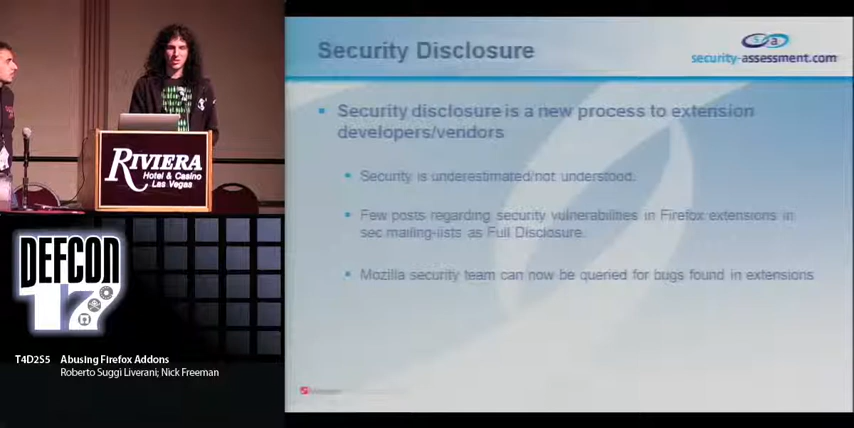 Security Disclosure
sa
security-assessment.com
Security disclosure is a new process to extension
developers/vendors
Security is underestimated/not understood.
Few posts regarding security vulnerabilities in Firefox extensions in
sec mailing-lists as Full Disclosure.
Mozilla security team can now be queried for bugs found in extensions
RIVIERA
Hotel & Casino
Las Vegas
DEFCON
17
T4D2S5 Abusing Firefox Addons
Roberto Suggi Liverani; Nick Freeman